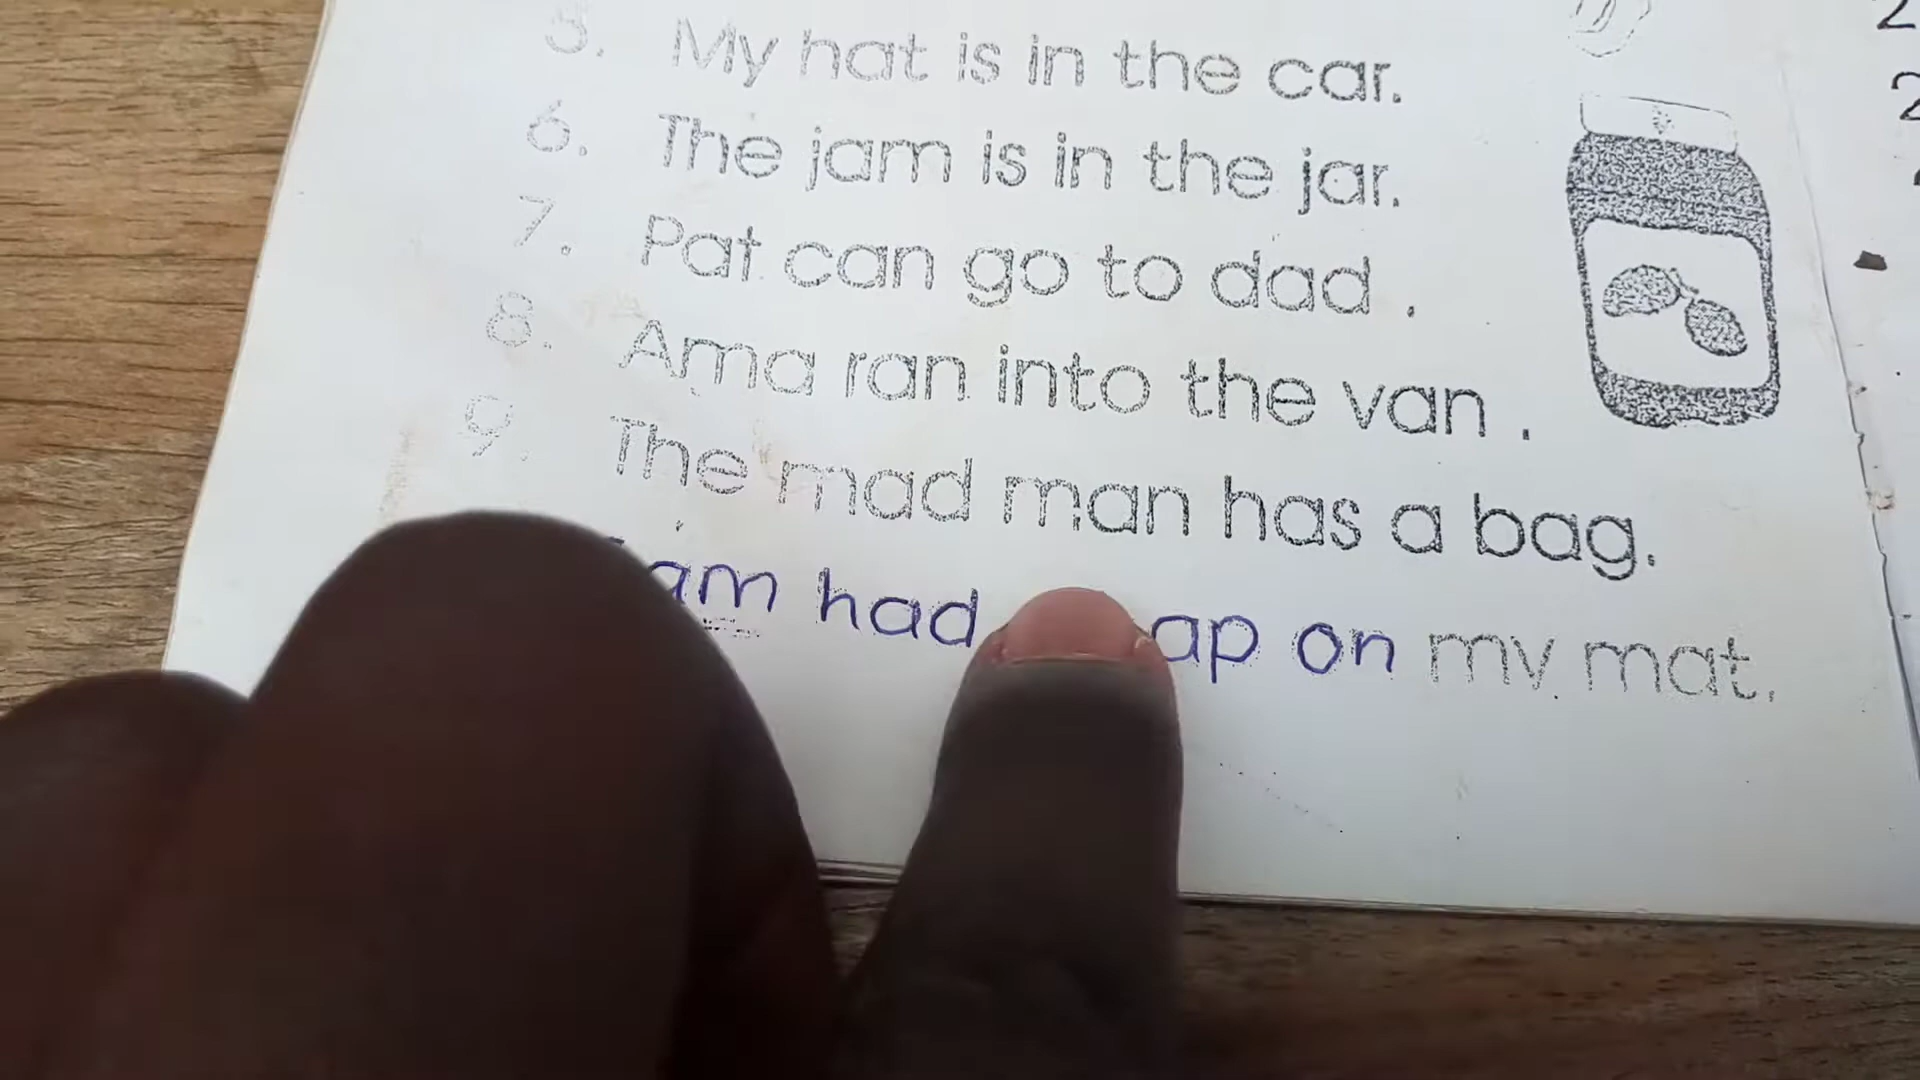 5. My hat is in the car.
6. The jam is in the jar.
7. Pat can go to dad .
8. Ama ran into the van .
9. The mad man has a bag.
am had ap on my mat.
2
2